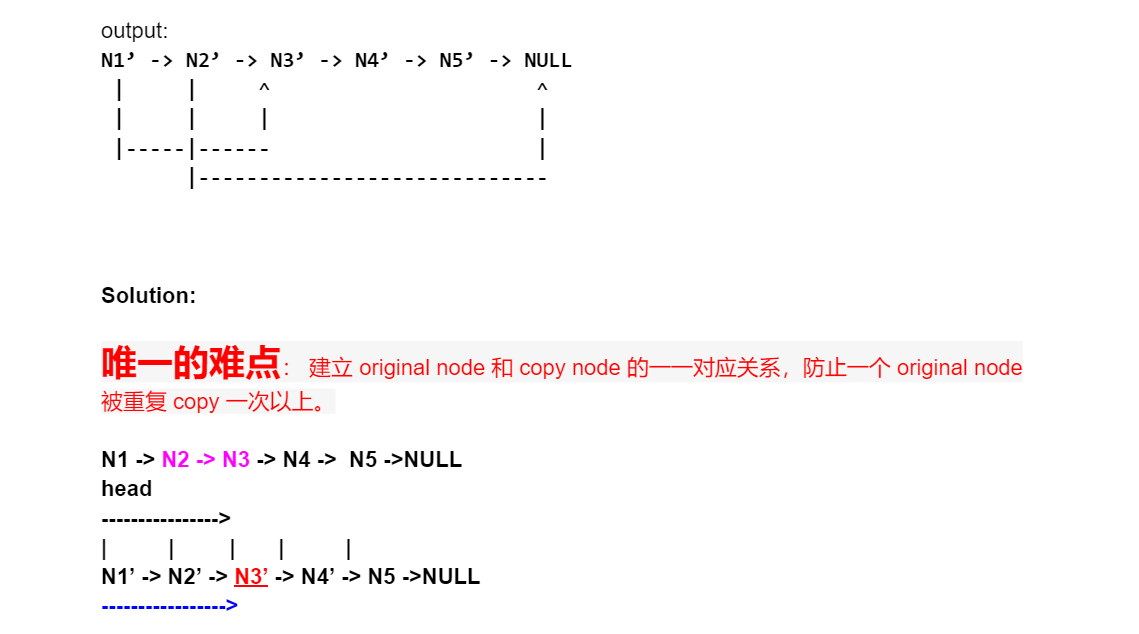 output:
N1’ -> N2’ -> N3’ -> N4’ -> N5’ -> NULL
|     |     ^                      ^
|     |     |                      |
|-----|------                      |
|-----------------------------
Solution:
唯一的难点： 建立 original node 和 copy node 的一一对应关系，防止一个 original node
被重复 copy 一次以上。
N1 -> N2 -> N3 -> N4 ->  N5 ->NULL
head
---------------->
|     |     |     |     |
N1’ -> N2’ -> N3’ -> N4’ -> N5 ->NULL
----------------->